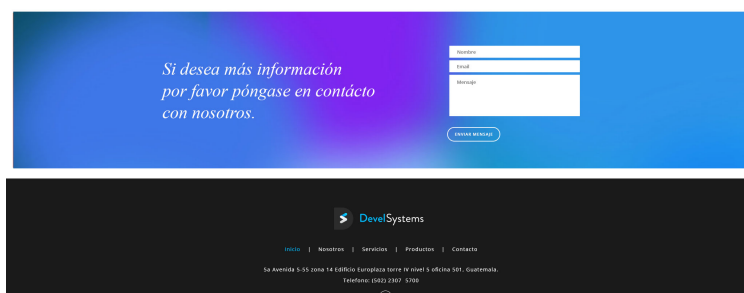 Si desea más información
por favor póngase en contácto
con nosotros.
Nombre
Email
Mensaje
ENVIAR MENSAJE
DevelSystems
Inicio | Nosotros | Servicios | Productos | Contacto
5a Avenida 5-55 zona 14 Edificio Europlaza torre IV nivel 5 oficina 501, Guatemala.
Telefono: (502) 2307 5700